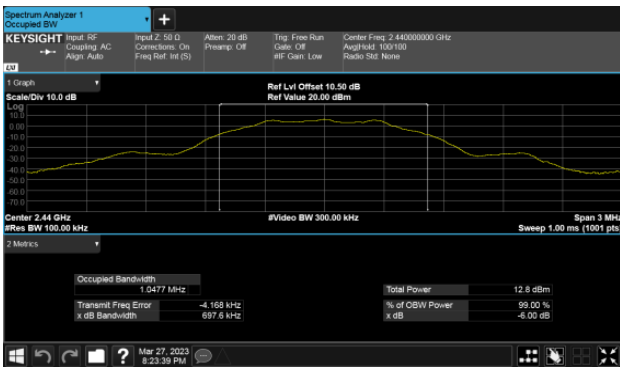 Spectrum Analyzer 1
Occupied BW
KEYSIGHT
Input: RF
Coupling: AC
Align: Auto
Input Z: 50 Ω
Corrections: On
Freq Ref: Int (S)
Atten: 20 dB
Preamp: Off
Trig: Free Run
Gate: Off
#IF Gain: Low
Center Freq: 2.440000000 GHz
Avg|Hold: 100/100
Radio Std: None
LXI
1 Graph
Scale/Div 10.0 dB
Ref Lvl Offset 10.50 dB
Ref Value 20.00 dBm
Log
10.0
0.00
-10.0
-20.0
-30.0
-40.0
-50.0
-60.0
-70.0
Center 2.44 GHz
#Video BW 300.00 kHz
Span 3 MHz
#Res BW 100.00 kHz
Sweep 1.00 ms (1001 pts
2 Metrics
Occupied Bandwidth
1.0477 MHz
Total Power 12.8 dBm
Transmit Freq Error -4.168 kHz
% of OBW Power 99.00 %
x dB Bandwidth 697.6 kHz
x dB -6.00 dB
?
Mar 27, 2023
8:23:39 PM